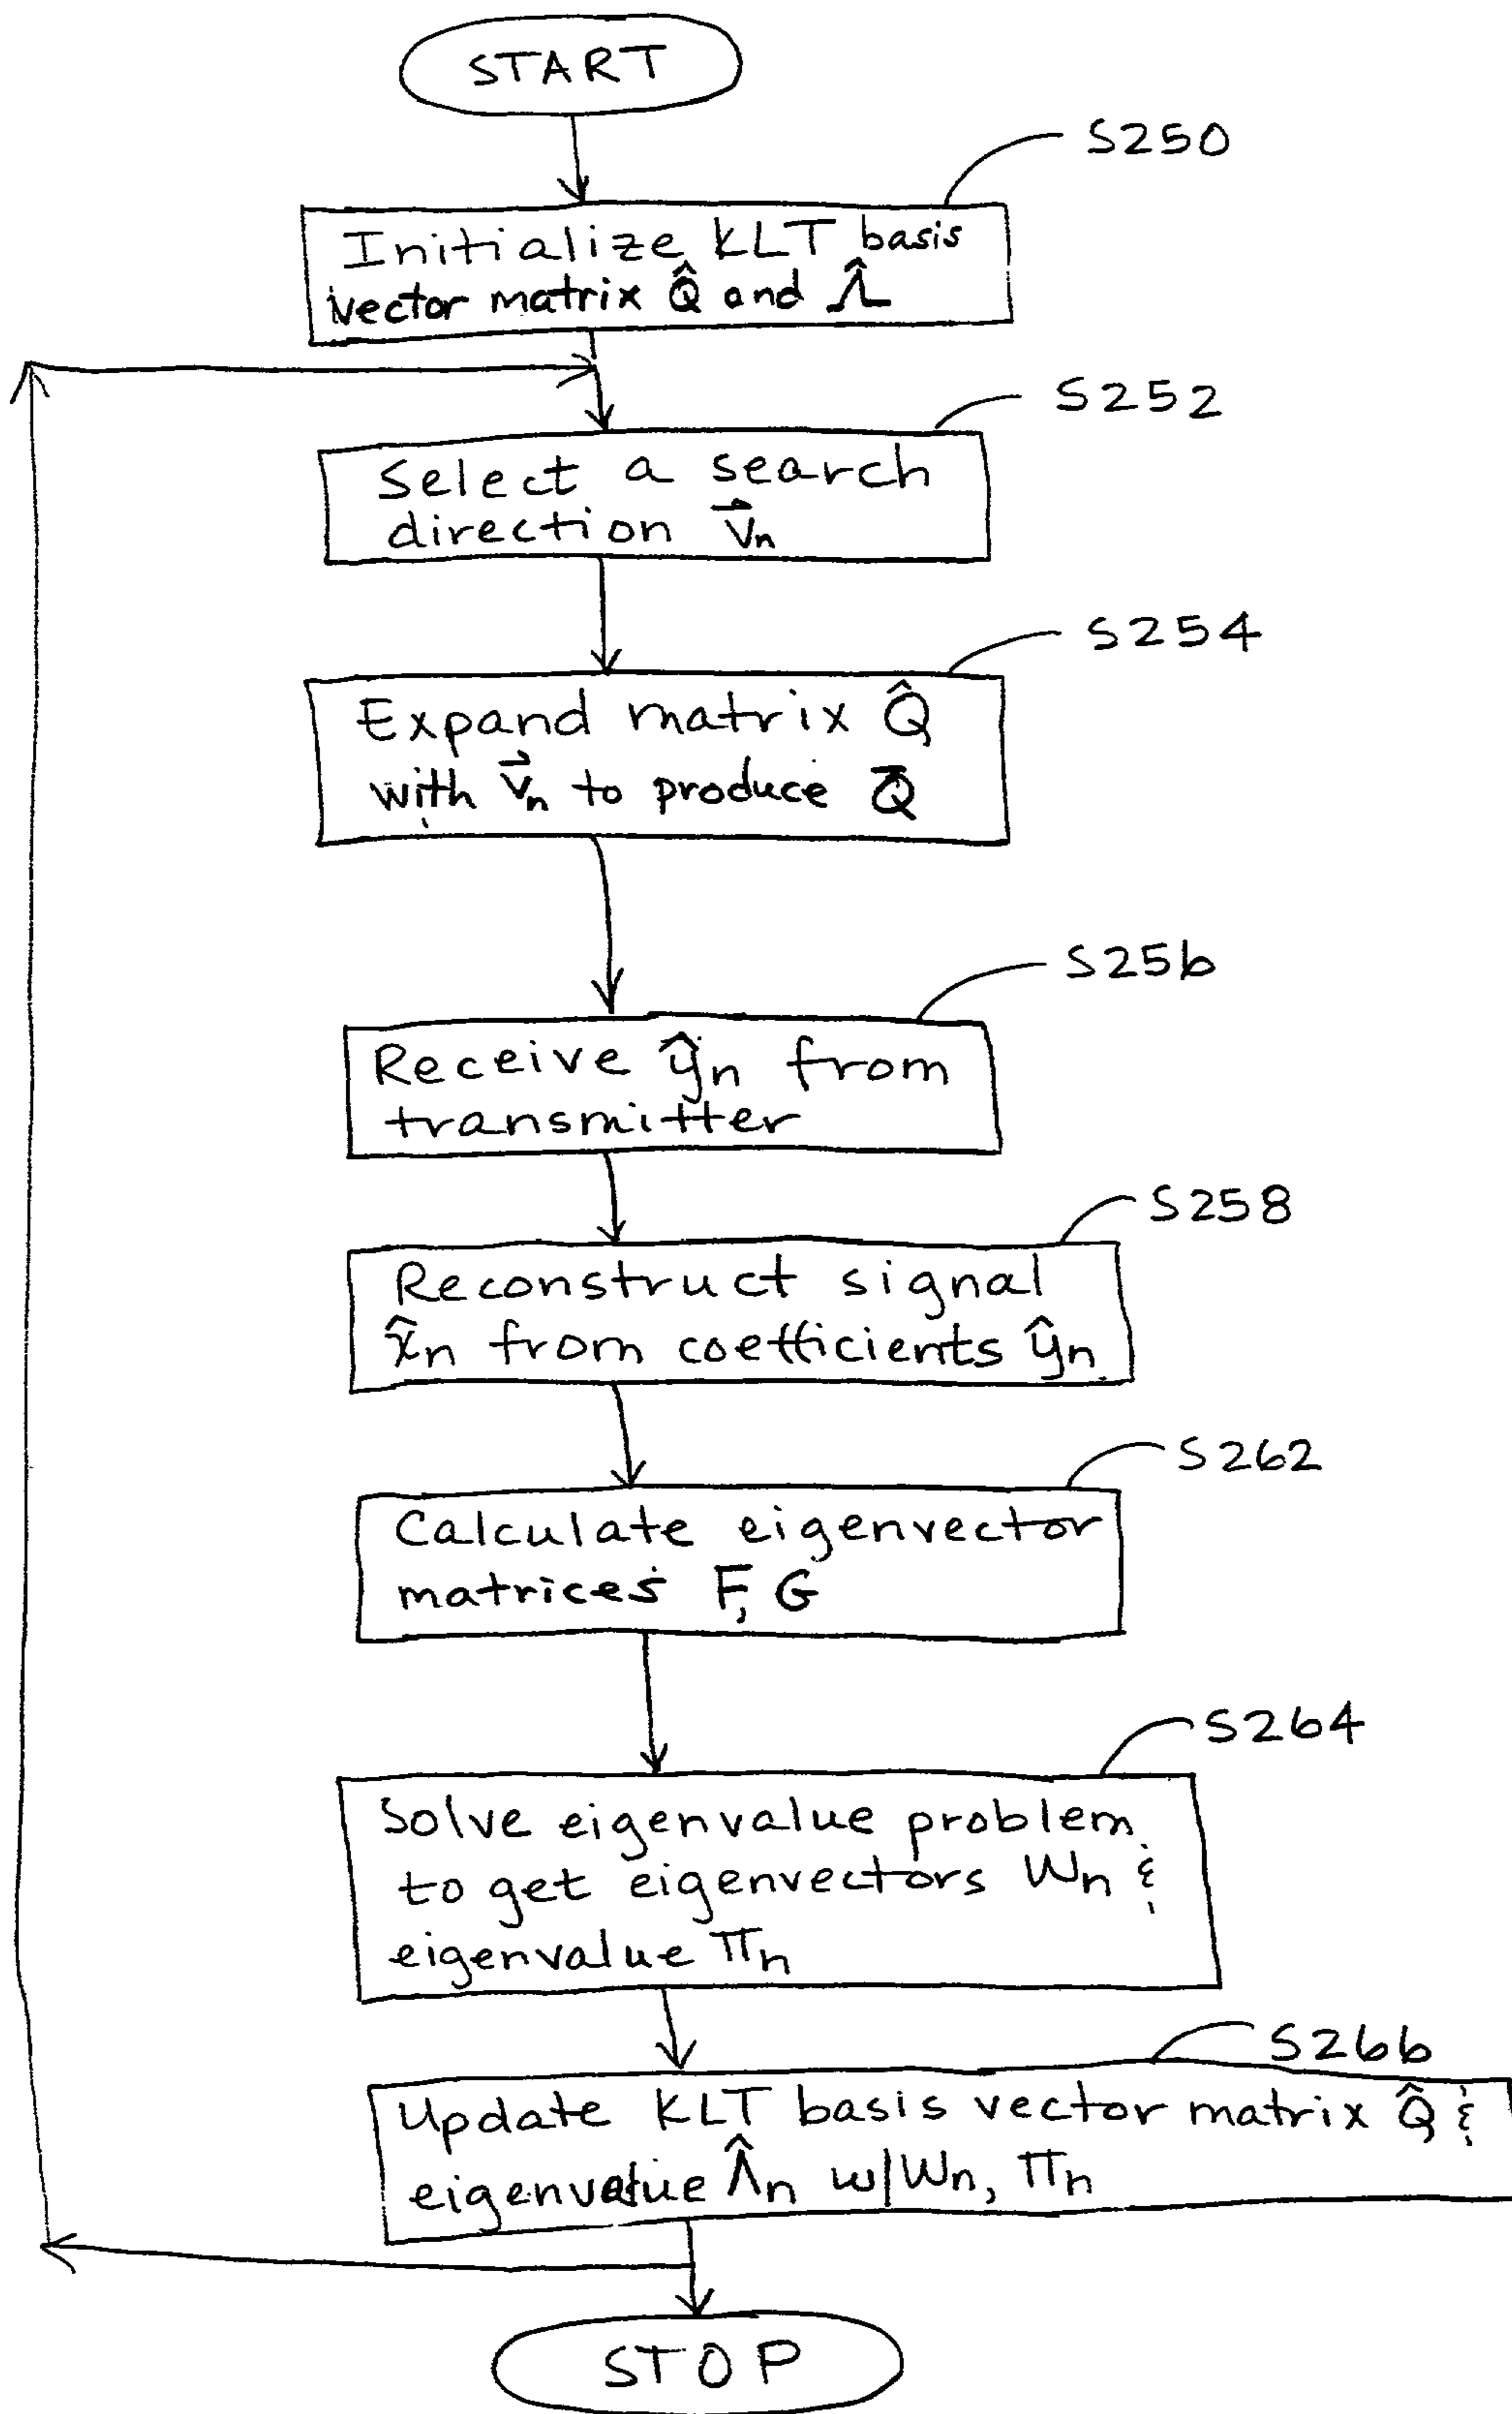 START
S250
Initialize KLT basis
vector matrix Q̂ and Λ̂
S252
Select a search
direction v⃗n
S254
Expand matrix Q̂
with v⃗n to produce Q̄
S256
Receive ŷn from
transmitter
S258
Reconstruct signal
x̂n from coefficients ŷn
S262
Calculate eigenvector
matrices F, G
S264
Solve eigenvalue problem
to get eigenvectors Wn &
eigenvalue Πn
S266
Update KLT basis vector matrix Q̂ &
eigenvalue Λ̂n w/Wn, Πn
STOP